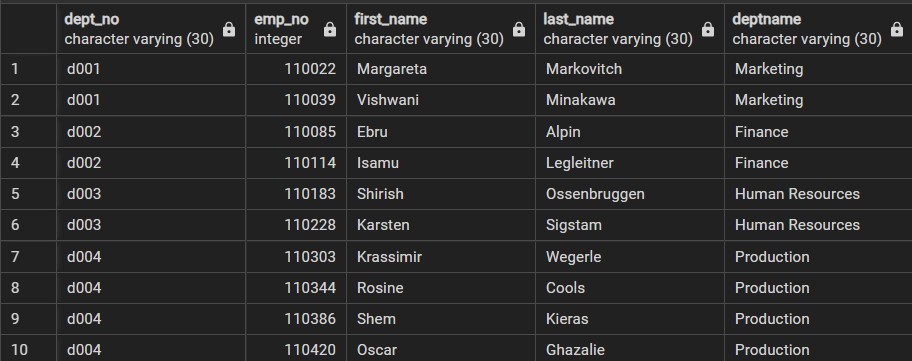 dept_no emp_no first_name last_name deptname
character varying (30) integer character varying (30) character varying (30) character varying (30)
1 d001 110022 Margareta Markovitch Marketing
2 d001 110039 Vishwani Minakawa Marketing
3 d002 110085 Ebru Alpin Finance
4 d002 110114 Isamu Legleitner Finance
5 d003 110183 Shirish Ossenbruggen Human Resources
6 d003 110228 Karsten Sigstam Human Resources
7 d004 110303 Krassimir Wegerle Production
8 d004 110344 Rosine Cools Production
9 d004 110386 Shem Kieras Production
10 d004 110420 Oscar Ghazalie Production